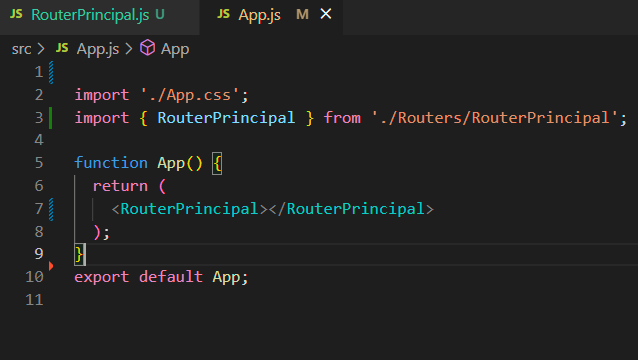 JS RouterPrincipal.js U JS App.js M ×
src > JS App.js > App
1
2 import './App.css';
3 import { RouterPrincipal } from './Routers/RouterPrincipal';
4
5 function App() {
6 return (
7 <RouterPrincipal></RouterPrincipal>
8 );
9 }
10 export default App;
11